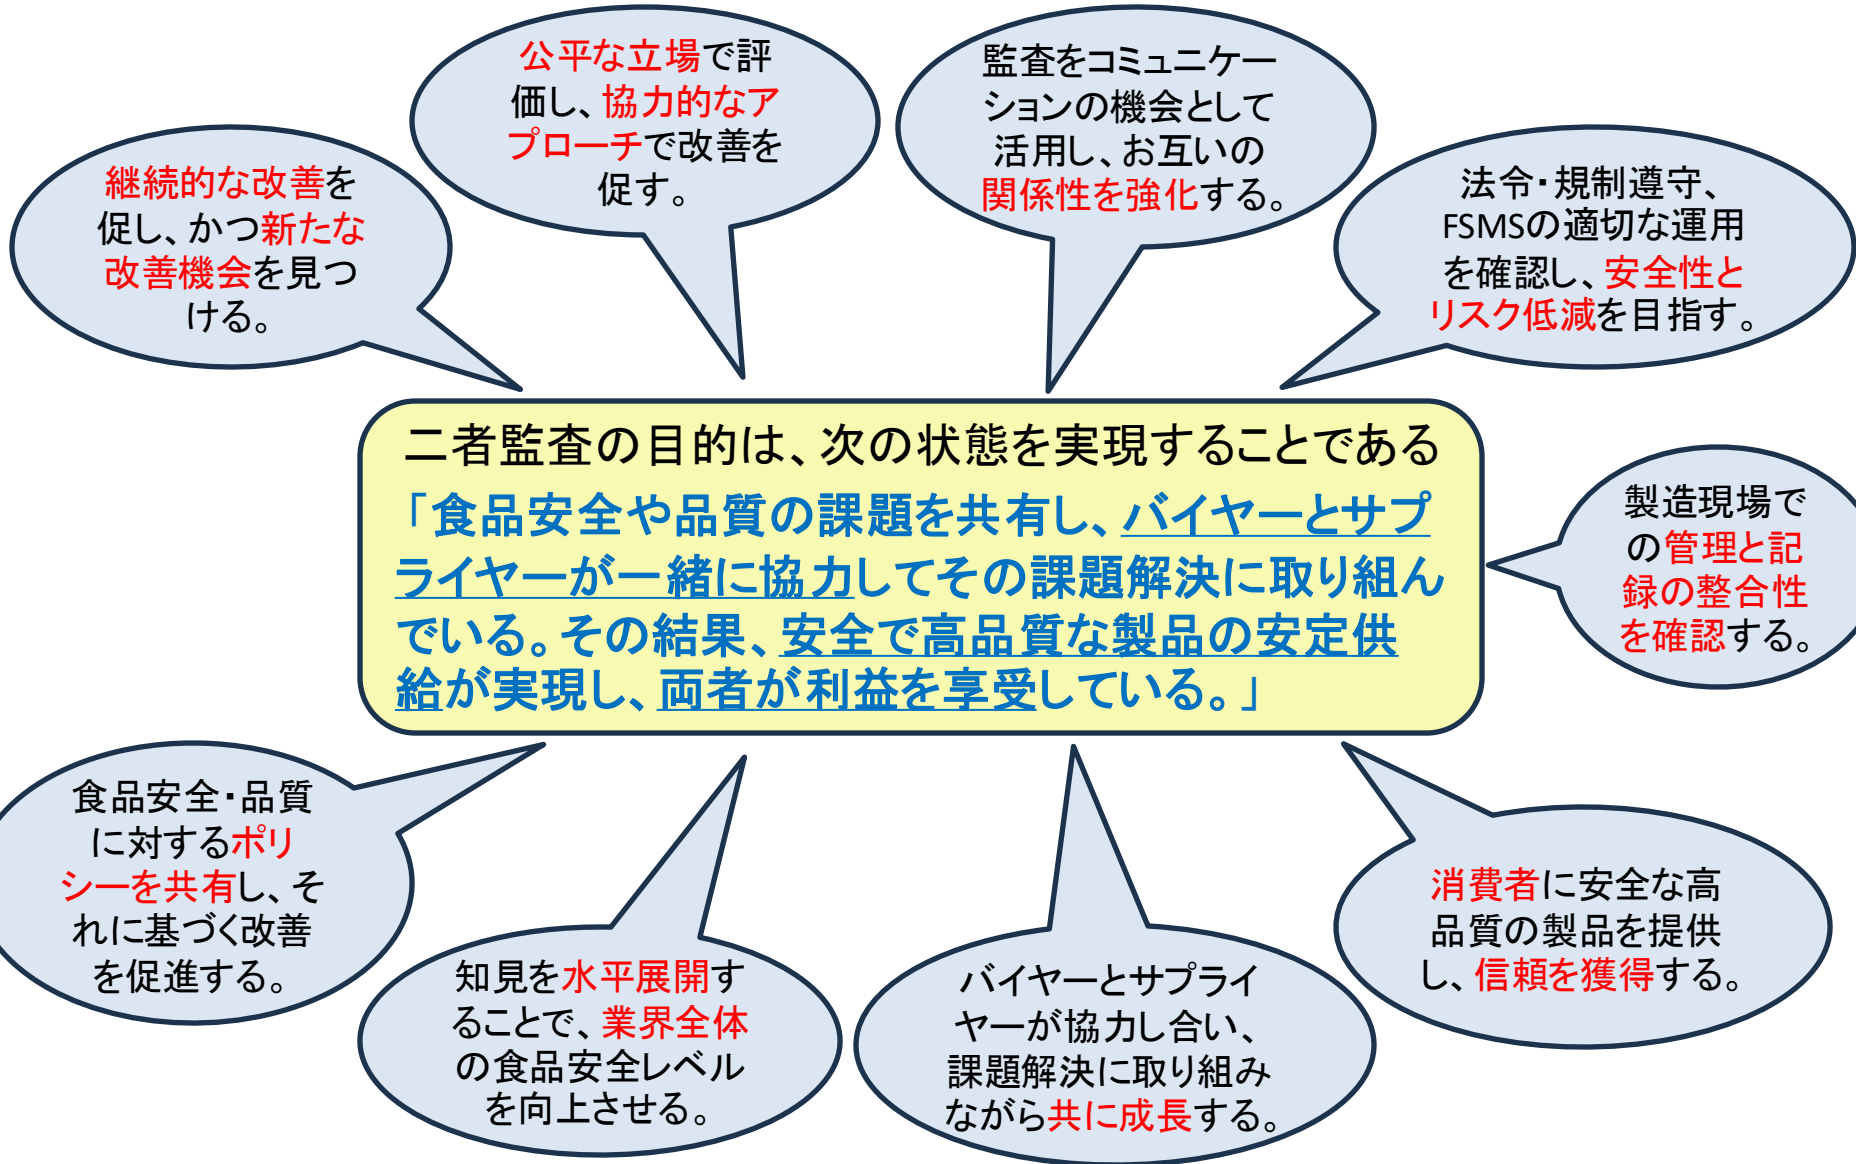 公平な立場で評
価し、協力的なア
プローチで改善を
促す。
監査をコミュニケー
ションの機会として
活用し、お互いの
関係性を強化する。
継続的な改善を
促し、かつ新たな
改善機会を見つ
ける。
法令・規制遵守、
FSMSの適切な運用
を確認し、安全性と
リスク低減を目指す。
二者監査の目的は、次の状態を実現することである
「食品安全や品質の課題を共有し、バイヤーとサプ
ライヤーが一緒に協力してその課題解決に取り組ん
でいる。その結果、安全で高品質な製品の安定供
給が実現し、両者が利益を享受している。」
製造現場で
の管理と記
録の整合性
を確認する。
食品安全・品質
に対するポリ
シーを共有し、そ
れに基づく改善
を促進する。
知見を水平展開す
ることで、業界全体
の食品安全レベル
を向上させる。
バイヤーとサプライ
ヤーが協力し合い、
課題解決に取り組み
ながら共に成長する。
消費者に安全な高
品質の製品を提供
し、信頼を獲得する。